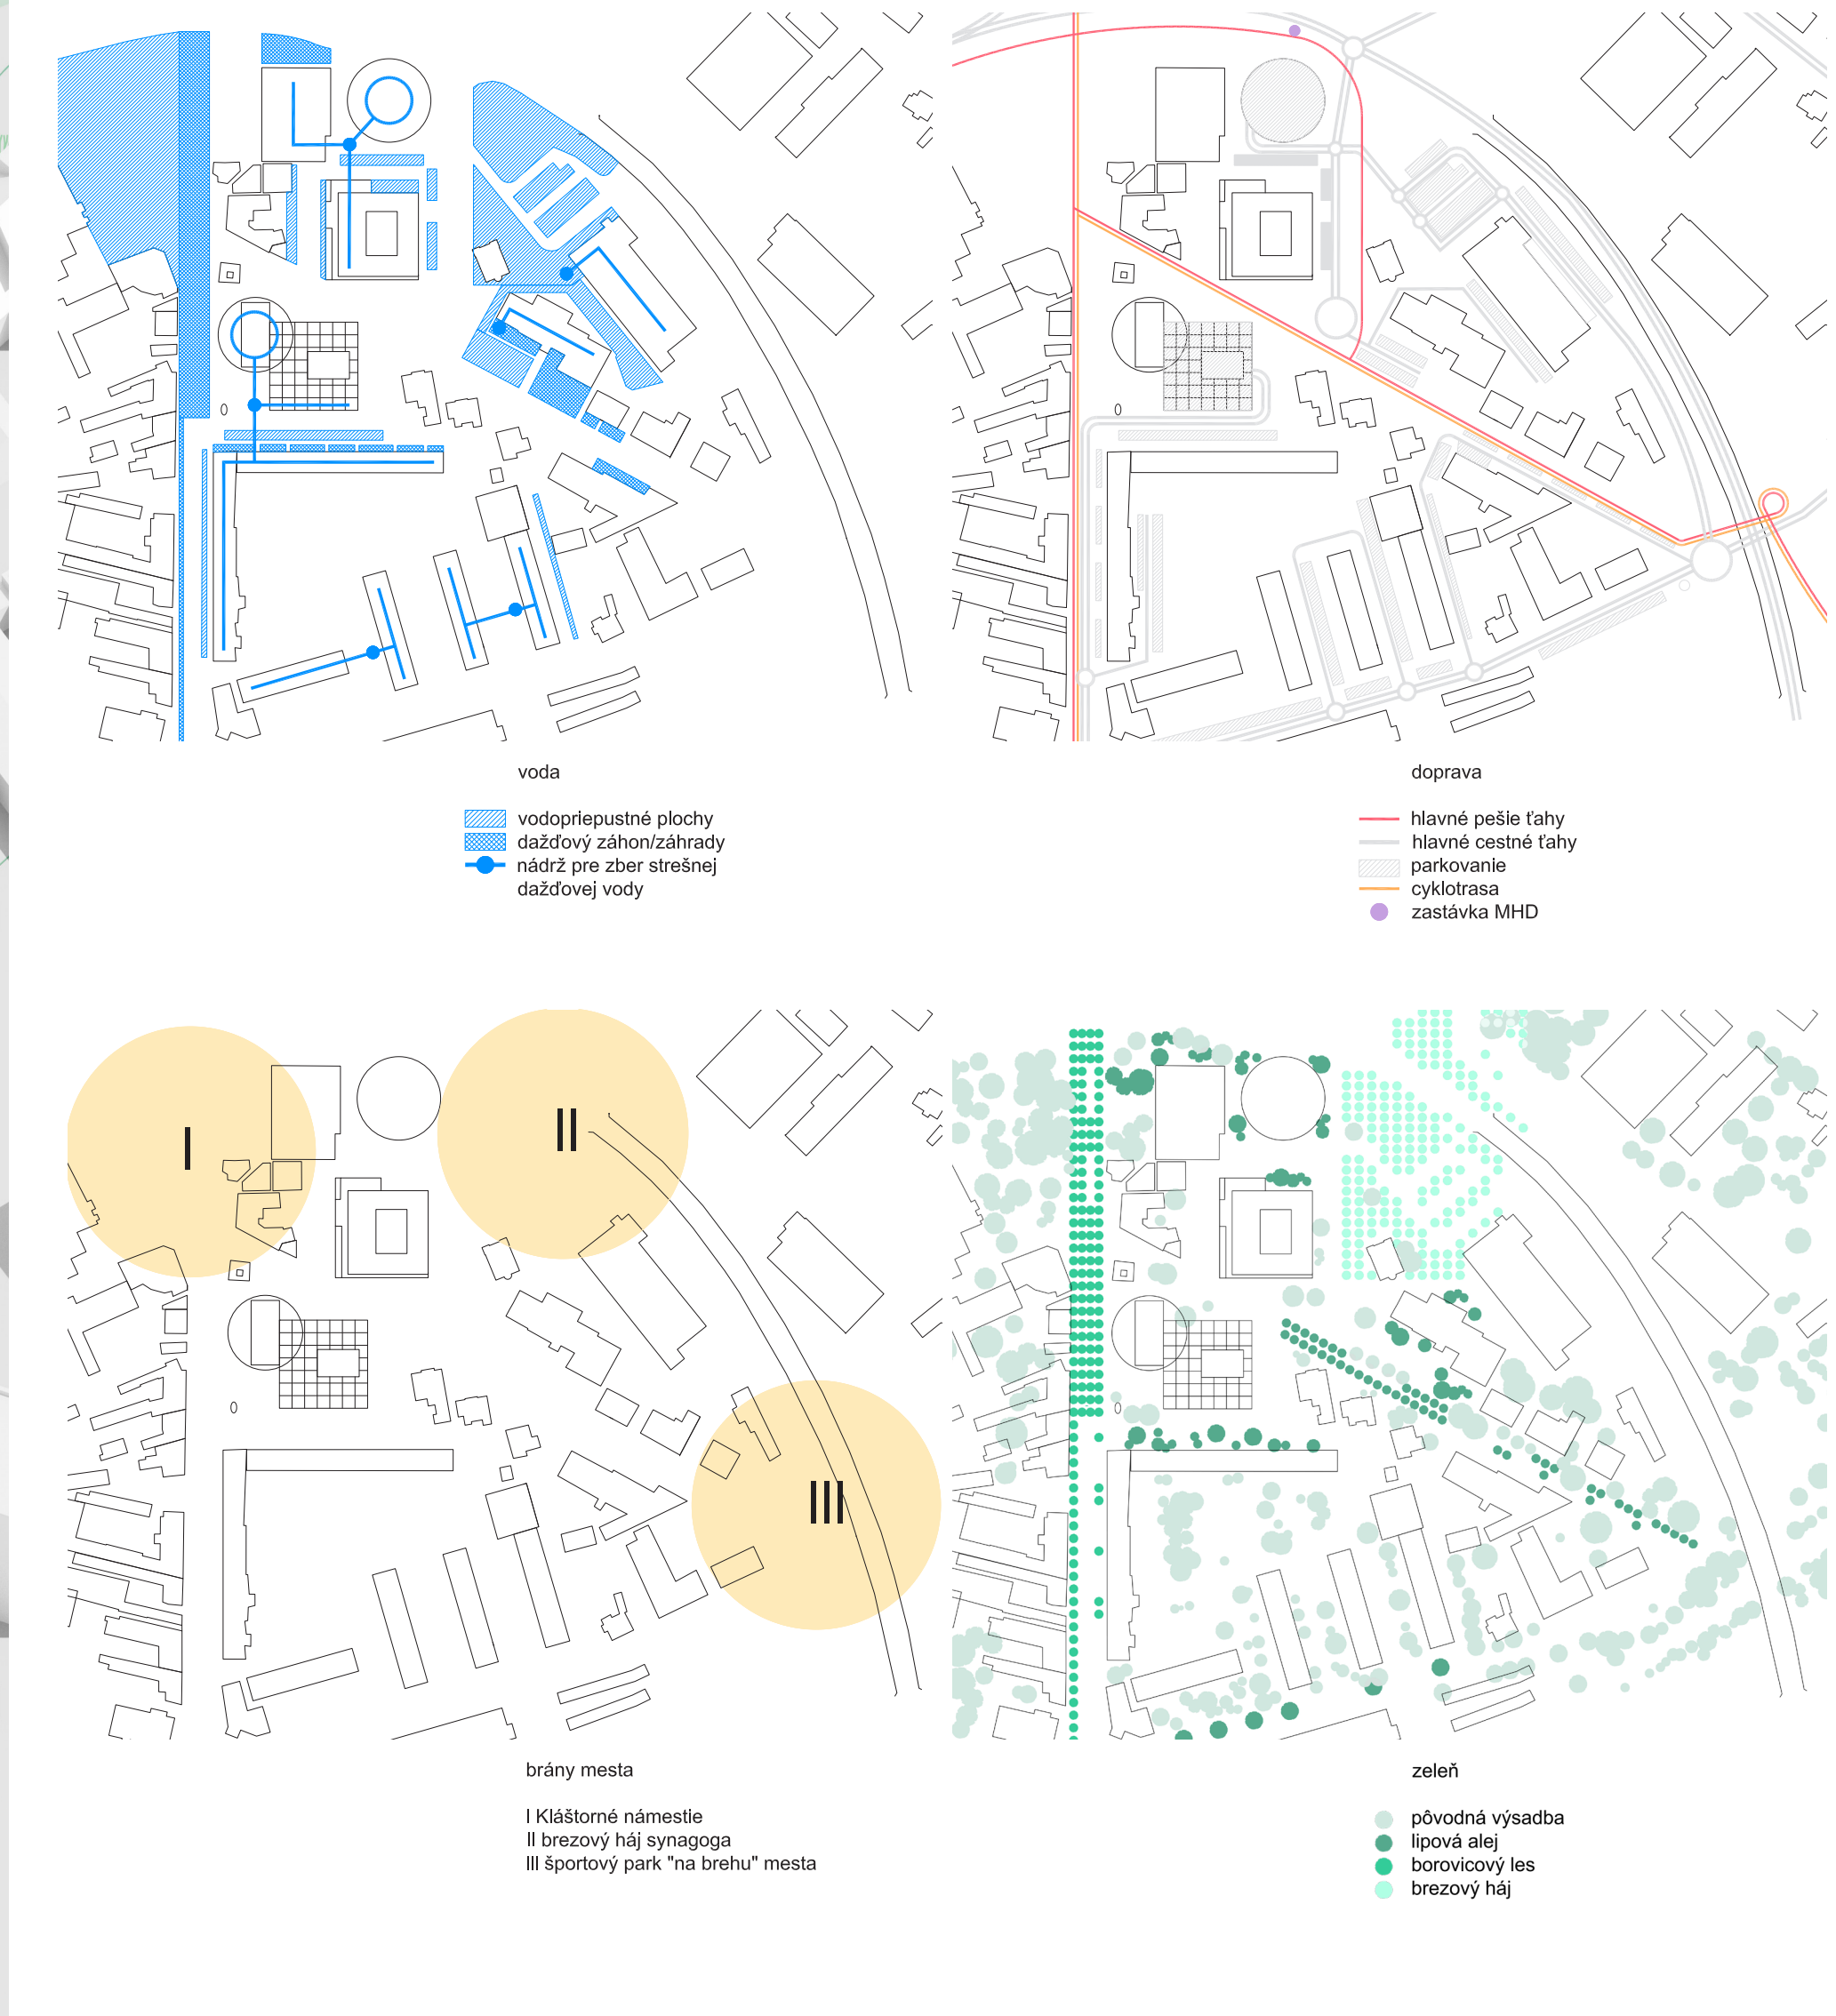 voda
vodopriepustné plochy
dažďový záhon/záhrady
nádrž pre zber strešnej
dažďovej vody
doprava
hlavné pešie ťahy
hlavné cestné ťahy
parkovanie
cyklotrasa
zastávka MHD
I
II
III
brány mesta
I Kláštorné námestie
II brezový háj synagoga
III športový park "na brehu" mesta
zeleň
pôvodná výsadba
lipová alej
borovicový les
brezový háj